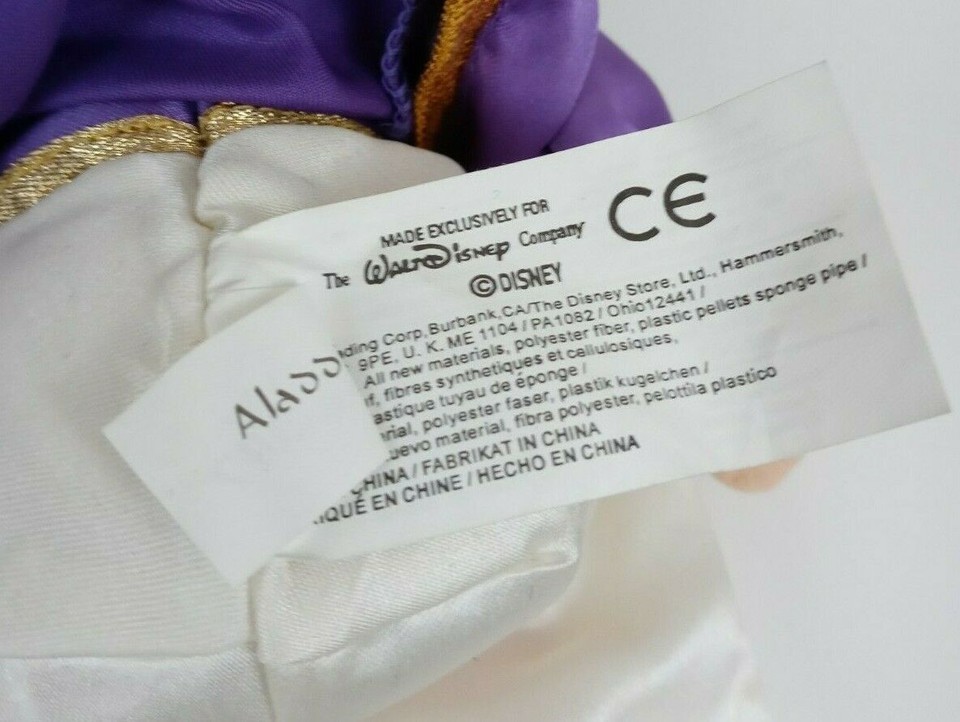 MADE EXCLUSIVELY FOR
The WALT DISNEY Company
CE
© DISNEY
ding Corp, Burbank, CA/The Disney Store, Ltd., Hammersmith,
9PE, U. K. ME 1104 / PA1082 / Ohio12441 /
All new materials, polyester fiber, plastic pellets sponge pipe /
f, fibres synthetiques et cellulosiques,
astique tuyau de éponge /
rial, polyester faser, plastik kugelchen /
uevo material, fibra polyester, pelottila plastico
CHINA / FABRIKAT IN CHINA
IQUÉ EN CHINE / HECHO EN CHINA
Aladd